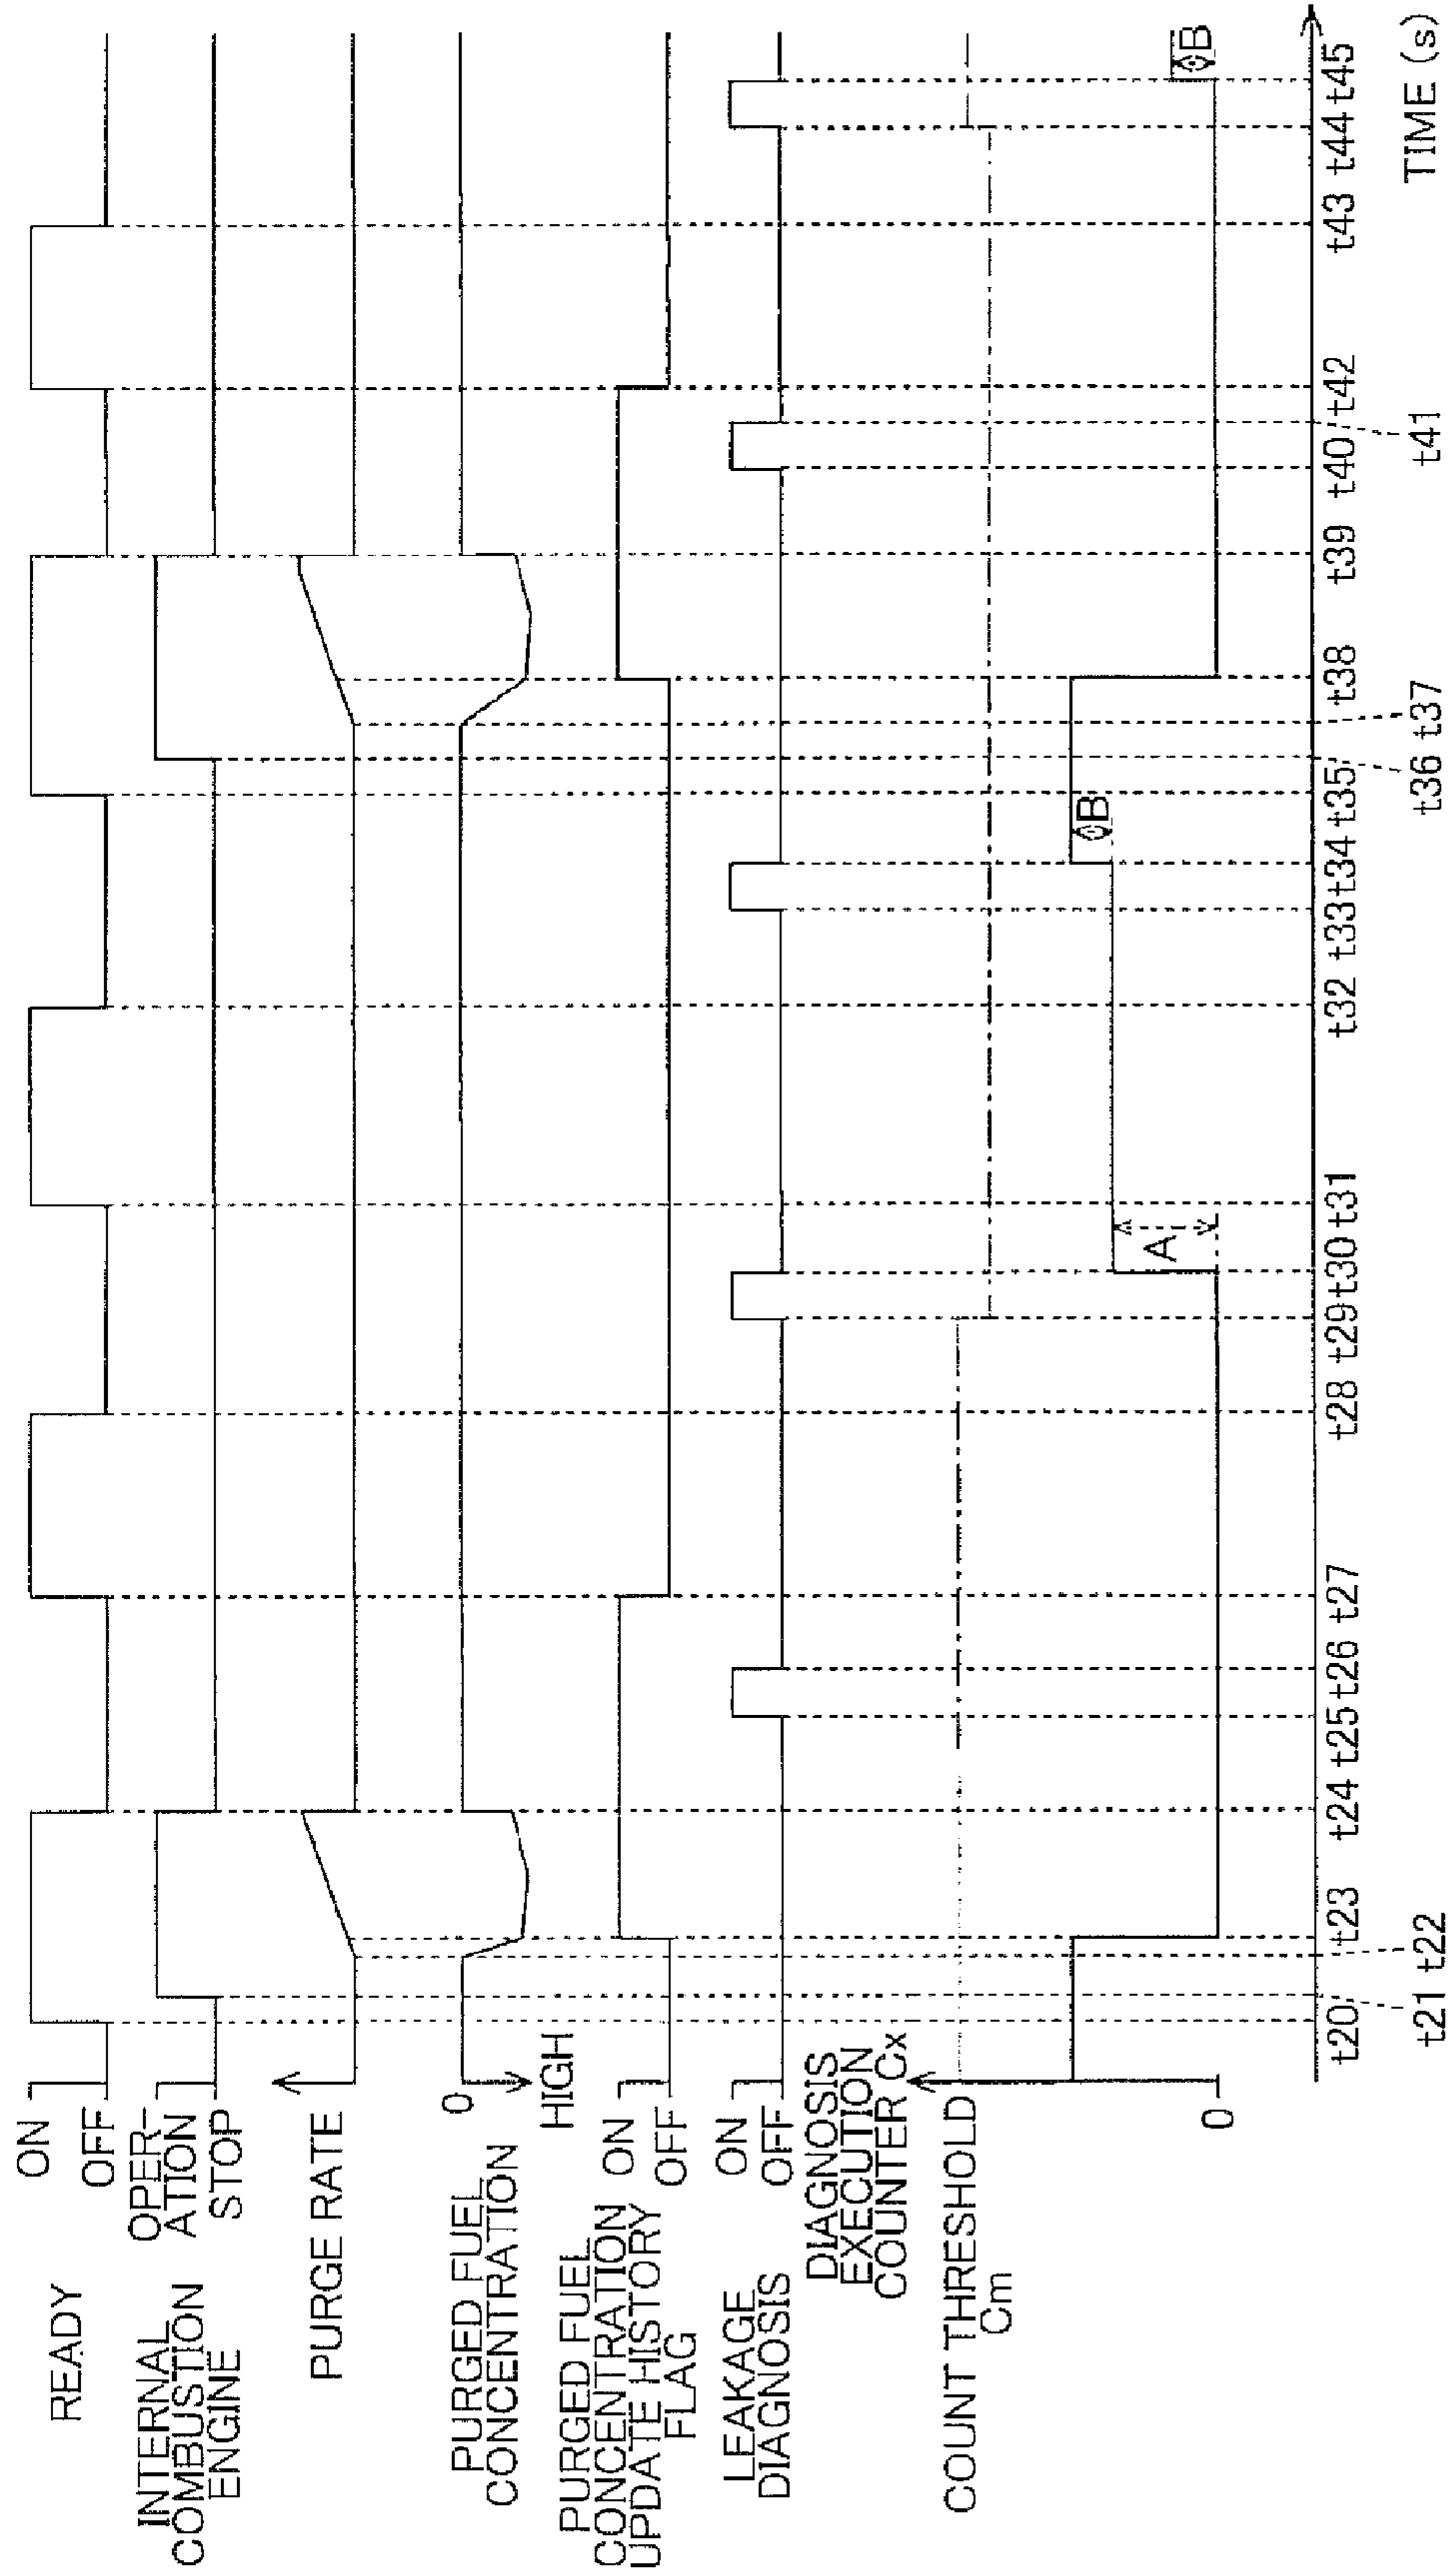 READY
ON
OFF
INTERNAL
COMBUSTION
ENGINE
OPER-
ATION
STOP
PURGE RATE
PURGED FUEL
CONCENTRATION
0
HIGH
PURGED FUEL
CONCENTRATION
UPDATE HISTORY
FLAG
ON
OFF
LEAKAGE
DIAGNOSIS
ON
OFF
DIAGNOSIS
EXECUTION
COUNTER Cx
COUNT THRESHOLD
Cm
0
A
B
B
t20 t23 t24 t25 t26 t27 t28 t29 t30 t31 t32 t33 t34 t35 t38 t39 t40 t42 t43 t44 t45
t21 t22 t36 t37 t41
TIME (s)